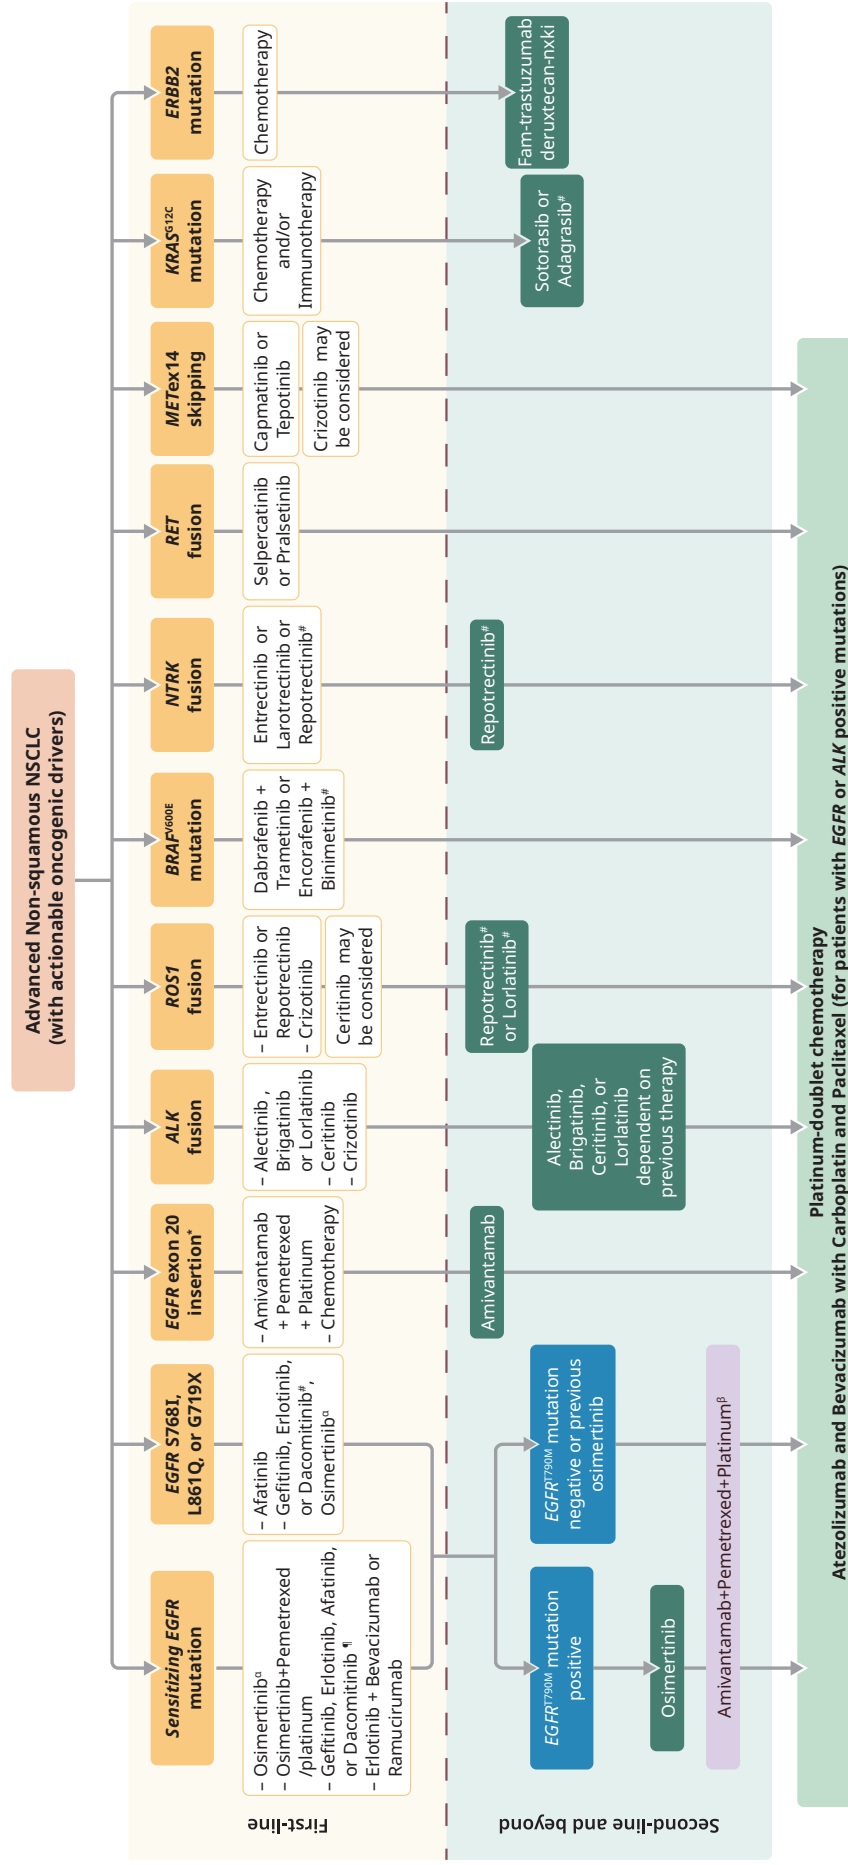 Advanced Non-squamous NSCLC
(with actionable oncogenic drivers)
First-line
Sensitizing EGFR
mutation
– Osimertinibα
– Osimertinib+Pemetrexed
/platinum
– Gefitinib, Erlotinib, Afatinib,
or Dacomitinib ¶
– Erlotinib + Bevacizumab or
Ramucirumab
EGFR S768I,
L861Q, or G719X
– Afatinib
– Gefitinib, Erlotinib,
or Dacomitinib#,
Osimertinibα
EGFR exon 20
insertion*
– Amivantamab
+ Pemetrexed
+ Platinum
– Chemotherapy
ALK
fusion
– Alectinib,
Brigatinib
or Lorlatinib
– Ceritinib
– Crizotinib
ROS1
fusion
– Entrectinib or
Repotrectinib
– Crizotinib
Ceritinib may
be considered
BRAFV600E
mutation
Dabrafenib +
Trametinib or
Encorafenib +
Binimetinib#
NTRK
fusion
Entrectinib or
Larotrectinib or
Repotrectinib#
RET
fusion
Selpercatinib
or Pralsetinib
METex14
skipping
Capmatinib or
Tepotinib
Crizotinib may
be considered
KRASG12C
mutation
Chemotherapy
and/or
Immunotherapy
ERBB2
mutation
Chemotherapy
Second-line and beyond
EGFRT790M mutation
positive
Osimertinib
EGFRT790M mutation
negative or previous
osimertinib
Amivantamab+Pemetrexed+Platinumβ
Amivantamab
Alectinib,
Brigatinib,
Ceritinib, or
Lorlatinib
dependent on
previous therapy
Repotrectinib#
or Lorlatinib#
Repotrectinib#
Sotorasib or
Adagrasib#
Fam-trastuzumab
deruxtecan-nxki
Platinum-doublet chemotherapy
Atezolizumab and Bevacizumab with Carboplatin and Paclitaxel (for patients with EGFR or ALK positive mutations)